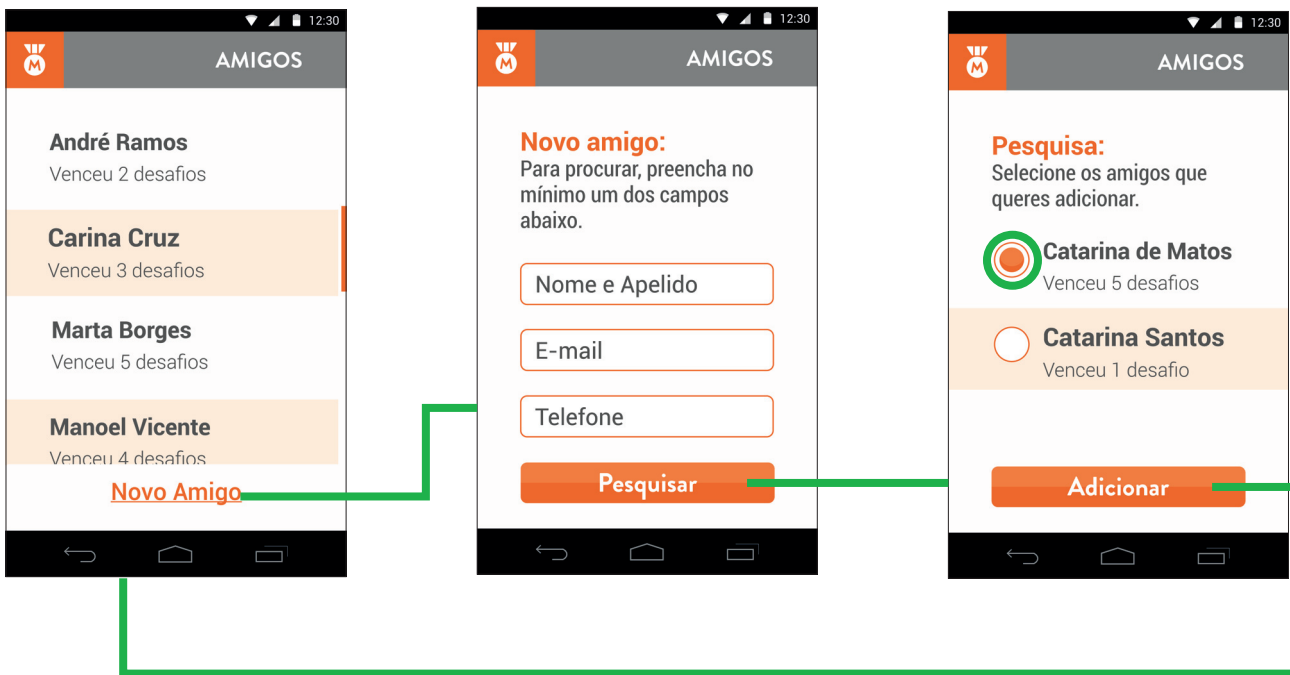 12:30
M
AMIGOS
André Ramos
Venceu 2 desafios
Carina Cruz
Venceu 3 desafios
Marta Borges
Venceu 5 desafios
Manoel Vicente
Venceu 4 desafios
Novo Amigo
12:30
M
AMIGOS
Novo amigo:
Para procurar, preencha no
mínimo um dos campos
abaixo.
Nome e Apelido
E-mail
Telefone
Pesquisar
12:30
M
AMIGOS
Pesquisa:
Selecione os amigos que
queres adicionar.
Catarina de Matos
Venceu 5 desafios
Catarina Santos
Venceu 1 desafio
Adicionar